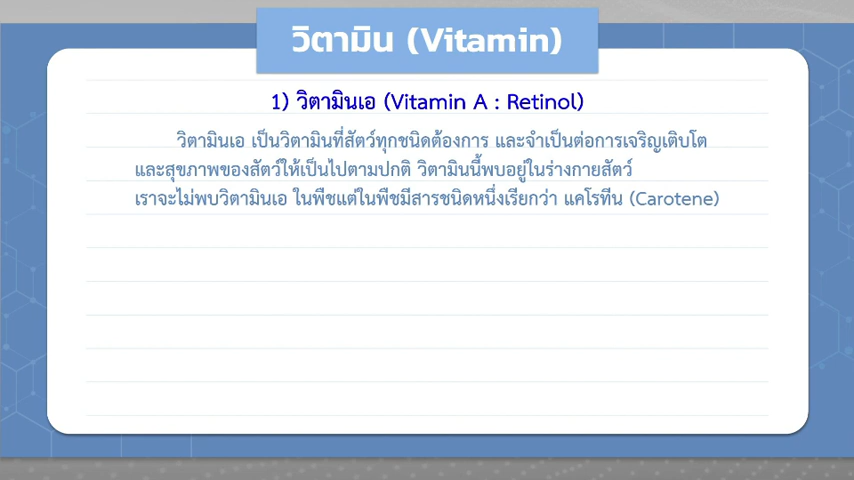 วิตามิน (Vitamin)
1) วิตามินเอ (Vitamin A : Retinol)
วิตามินเอ เป็นวิตามินที่สัตว์ทุกชนิดต้องการ และจำเป็นต่อการเจริญเติบโต
และสุขภาพของสัตว์ให้เป็นไปตามปกติ วิตามินนี้พบอยู่ในร่างกายสัตว์
เราจะไม่พบวิตามินเอ ในพืชแต่ในพืชมีสารชนิดหนึ่งเรียกว่า แคโรทีน (Carotene)